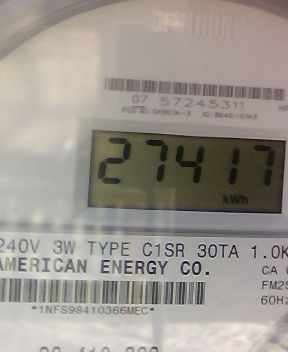 07 57245311
27417
kWh
240V 3W TYPE C1SR 30TA 1.0K
AMERICAN ENERGY CO.
CA
FM2S
60Hz
*1NFS98410366MEC*